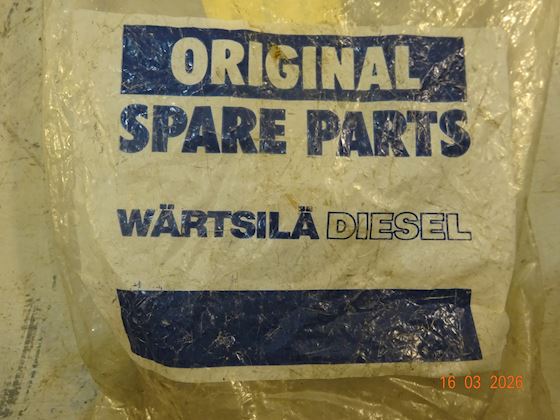 ORIGINAL
SPARE PARTS
WÄRTSILÄ DIESEL
16 03 2026